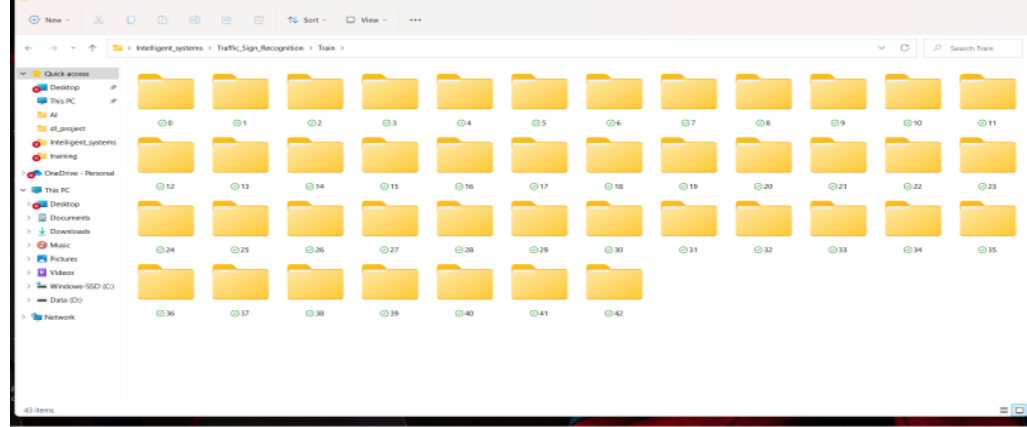 New
Sort
View
Intelligent_systems > Traffic_Sign_Recognition > Train >
Search Train
Quick access
Desktop
This PC
AI
dl_project
Intelligent_systems
training
OneDrive - Personal
This PC
Desktop
Documents
Downloads
Music
Pictures
Videos
Windows-SSD (C:)
Data (D:)
Network
0 1 2 3 4 5 6 7 8 9 10 11
12 13 14 15 16 17 18 19 20 21 22 23
24 25 26 27 28 29 30 31 32 33 34 35
36 37 38 39 40 41 42
43 items